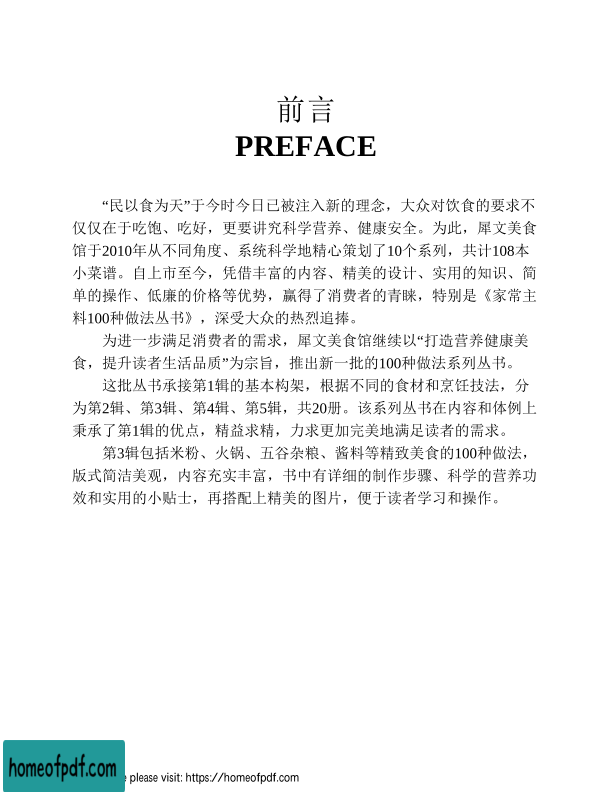 前言
PREFACE
“民以食为天”于今时今日已被注入新的理念，大众对饮食的要求不
仅仅在于吃饱、吃好，更要讲究科学营养、健康安全。为此，犀文美食
馆于2010年从不同角度、系统科学地精心策划了10个系列，共计108本
小菜谱。自上市至今，凭借丰富的内容、精美的设计、实用的知识、简
单的操作、低廉的价格等优势，赢得了消费者的青睐，特别是《家常主
料100种做法丛书》，深受大众的热烈追捧。
为进一步满足消费者的需求，犀文美食馆继续以“打造营养健康美
食，提升读者生活品质”为宗旨，推出新一批的100种做法系列丛书。
这批丛书承接第1辑的基本构架，根据不同的食材和烹饪技法，分
为第2辑、第3辑、第4辑、第5辑，共20册。该系列丛书在内容和体例上
秉承了第1辑的优点，精益求精，力求更加完美地满足读者的需求。
第3辑包括米粉、火锅、五谷杂粮、酱料等精致美食的100种做法，
版式简洁美观，内容充实丰富，书中有详细的制作步骤、科学的营养功
效和实用的小贴士，再搭配上精美的图片，便于读者学习和操作。
homeofpdf.com
please visit: https://homeofpdf.com